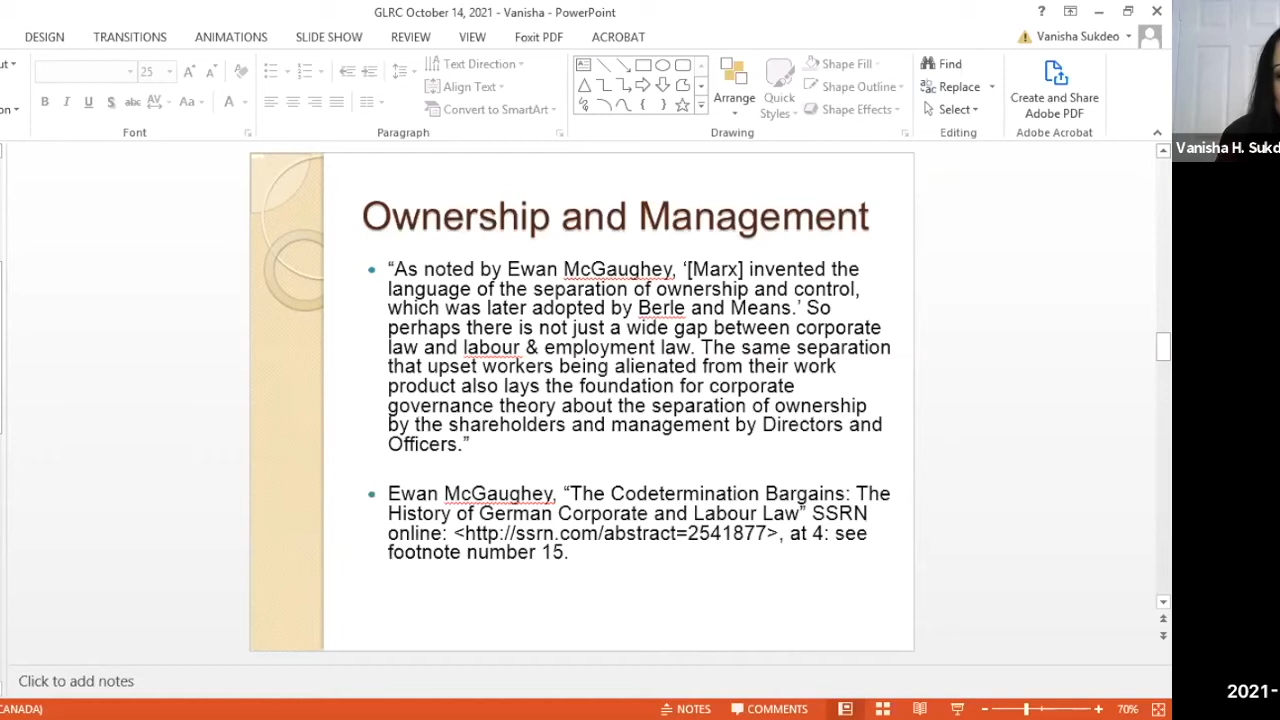 GLRC October 14, 2021 - Vanisha - PowerPoint
?
DESIGN TRANSITIONS ANIMATIONS SLIDE SHOW REVIEW VIEW Foxit PDF ACROBAT
Vanisha Sukdeo
25
Text Direction
Align Text
Convert to SmartArt
Arrange
Quick
Styles
Shape Fill
Shape Outline
Shape Effects
Find
Replace
Select
Create and Share
Adobe PDF
Font
Paragraph
Drawing
Editing
Adobe Acrobat
Vanisha H. Sukd
Ownership and Management
“As noted by Ewan McGaughey, ‘[Marx] invented the
language of the separation of ownership and control,
which was later adopted by Berle and Means.’ So
perhaps there is not just a wide gap between corporate
law and labour & employment law. The same separation
that upset workers being alienated from their work
product also lays the foundation for corporate
governance theory about the separation of ownership
by the shareholders and management by Directors and
Officers.”
Ewan McGaughey, “The Codetermination Bargains: The
History of German Corporate and Labour Law” SSRN
online: <http://ssrn.com/abstract=2541877>, at 4: see
footnote number 15.
Click to add notes
CANADA) NOTES COMMENTS 70%
2021-